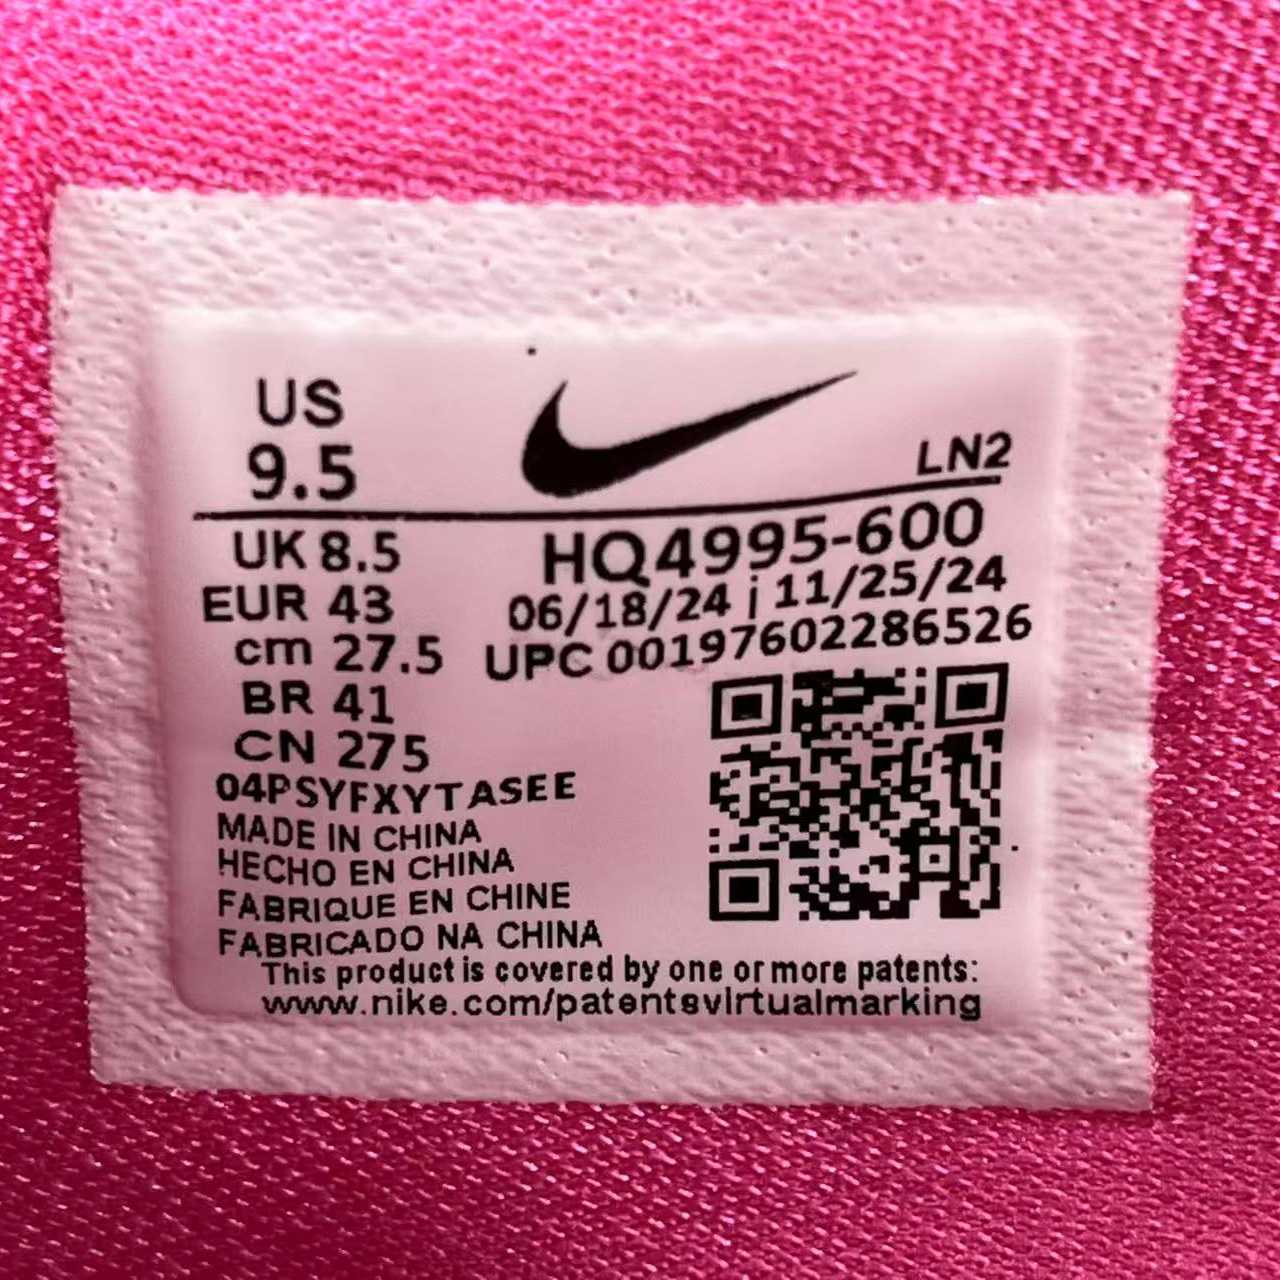 US
9.5
LN2
UK 8.5
HQ4995-600
EUR 43
06/18/24 ¡ 11/25/24
cm 27.5
UPC 00197602286526
BR 41
CN 275
04PSYFXYTASEE
MADE IN CHINA
HECHO EN CHINA
FABRIQUE EN CHINE
FABRICADO NA CHINA
This product is covered by one or more patents:
www.nike.com/patentsvirtualmarking